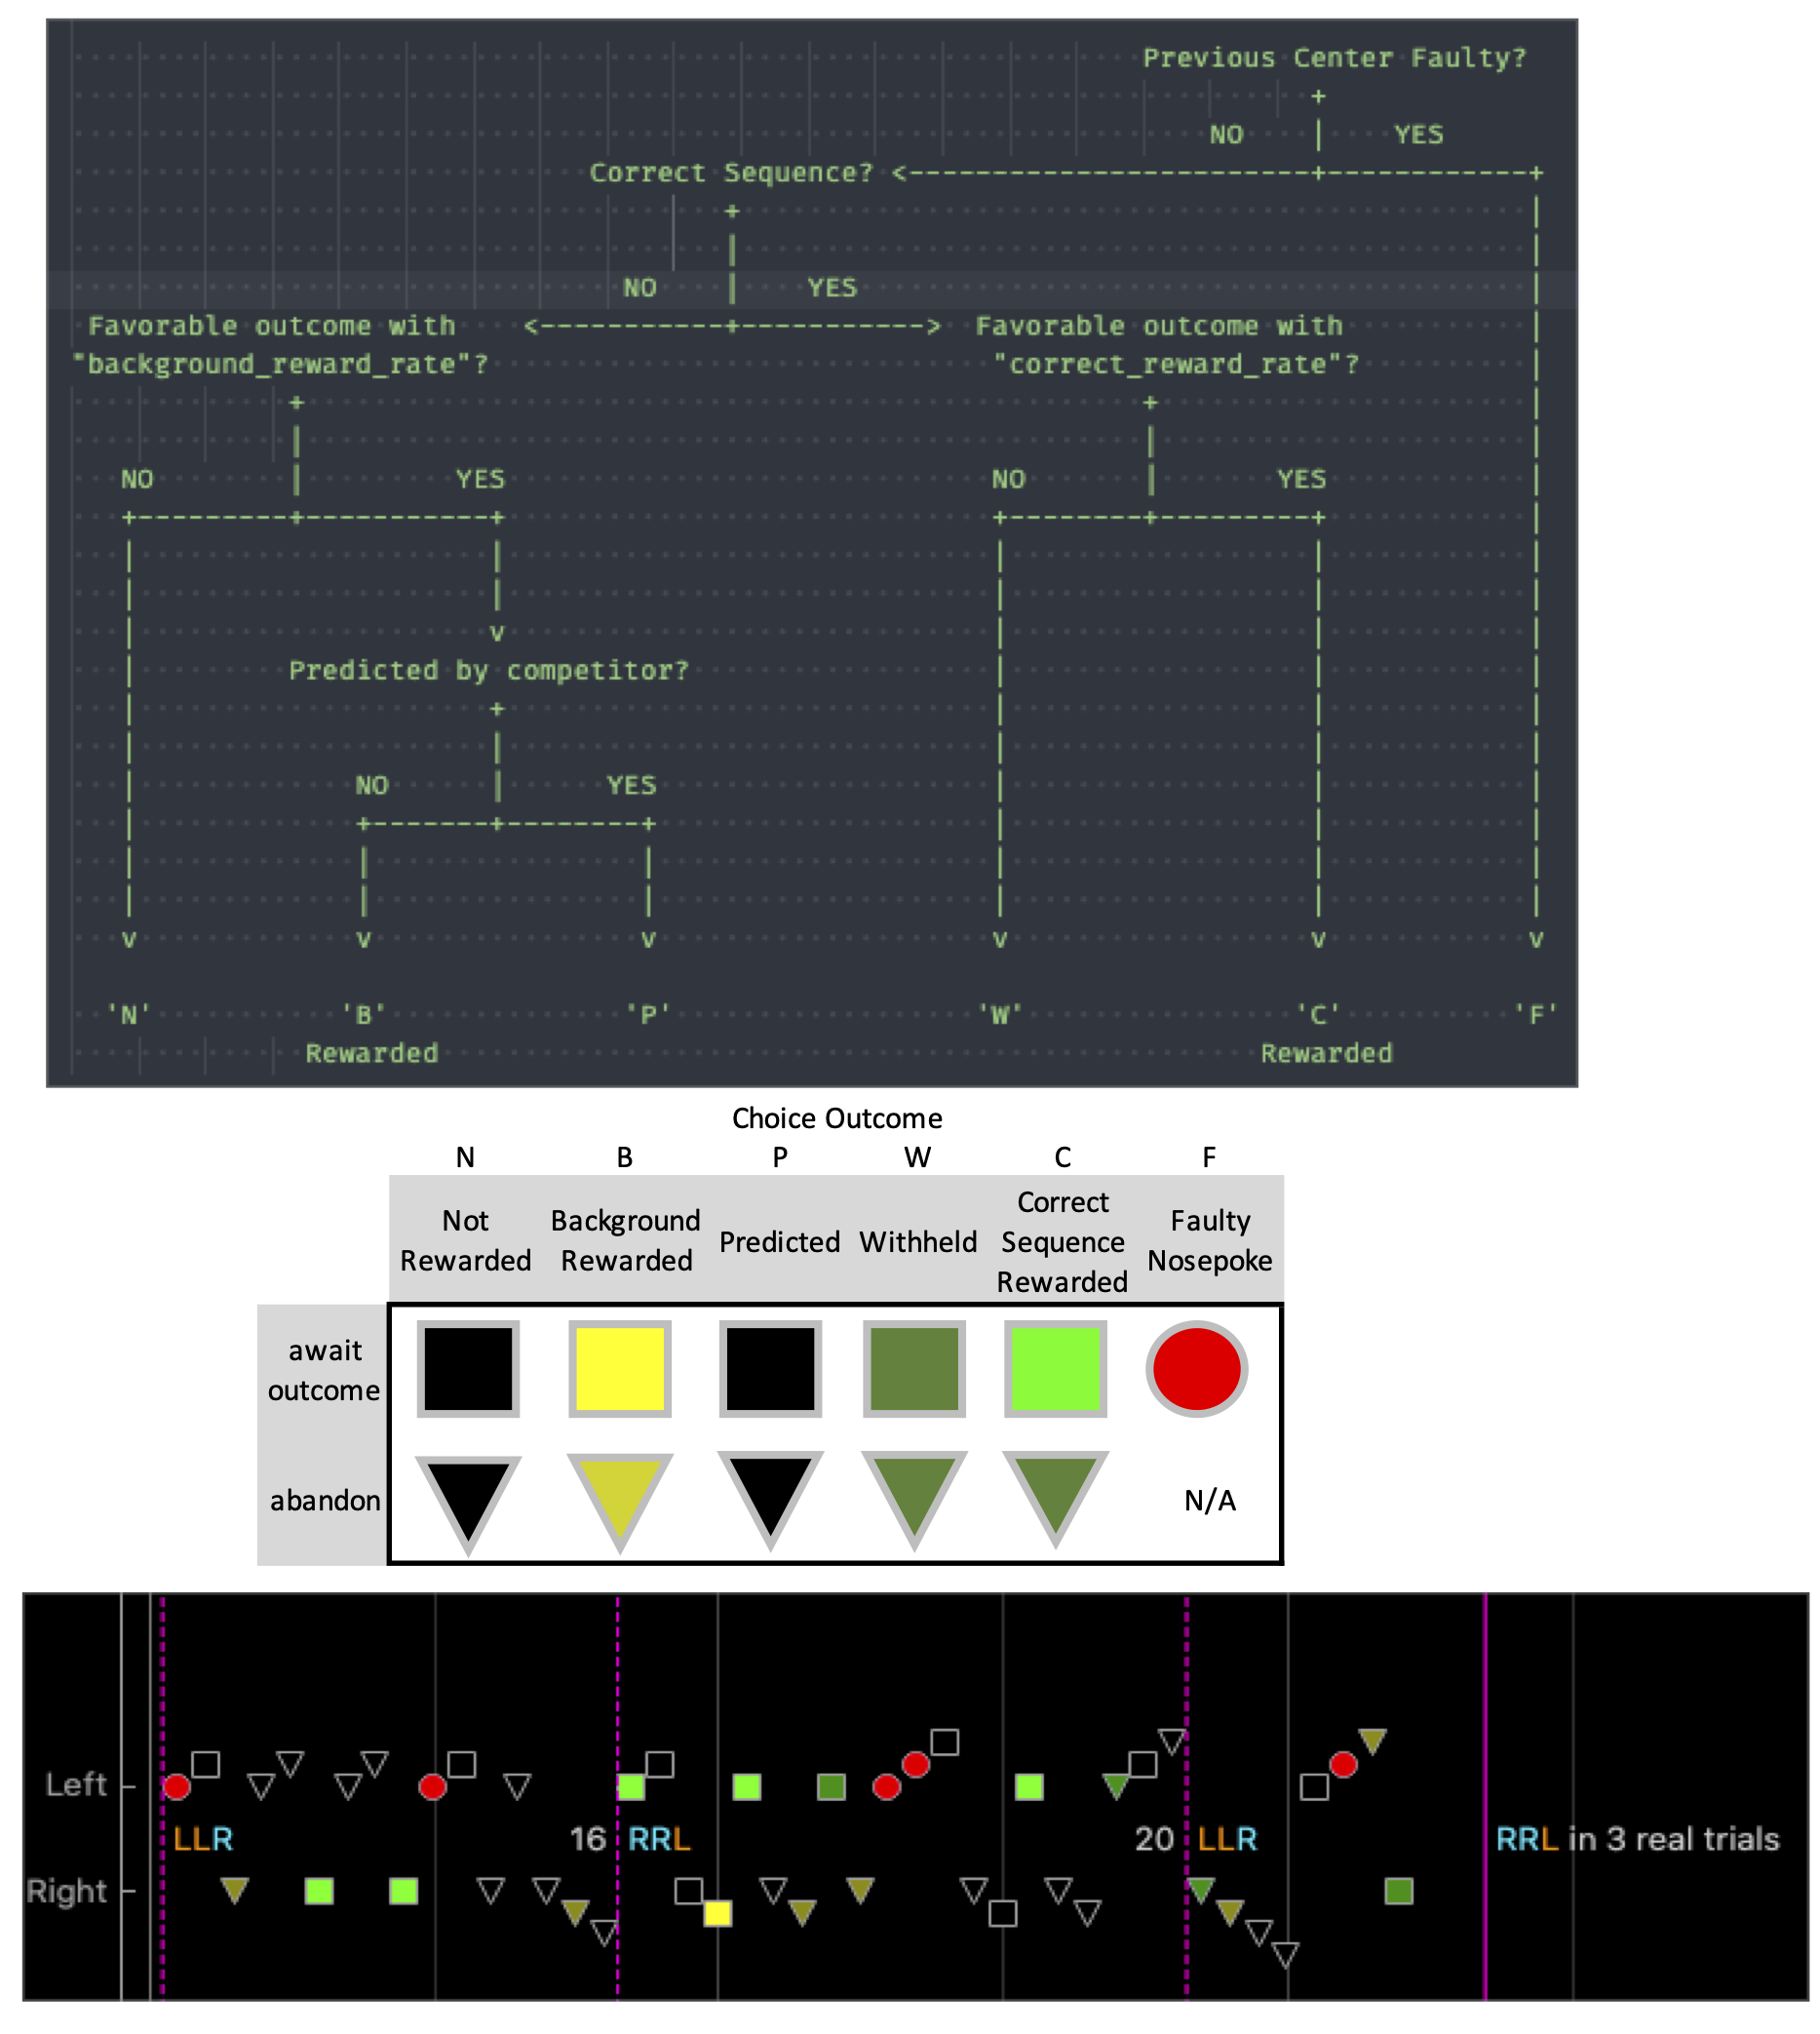 Previous Center Faulty?
+
NO | YES
Correct Sequence? <-------------------------+-------------+
+
|
NO | YES
Favorable outcome with <-----------+-----------> Favorable outcome with
"background_reward_rate"? "correct_reward_rate"?
+ +
NO | YES NO | YES
+---------+-----------+ +--------+---------+
v
Predicted by competitor?
+
NO | YES
+-------+--------+
v v v v v v
'N' 'B' 'P' 'W' 'C' 'F'
Rewarded Rewarded
Choice Outcome
N B P W C F
Not Rewarded
Background Rewarded
Predicted
Withheld
Correct Sequence Rewarded
Faulty Nosepoke
await outcome
abandon
N/A
Left
LLR 16 RRL 20 LLR RRL in 3 real trials
Right